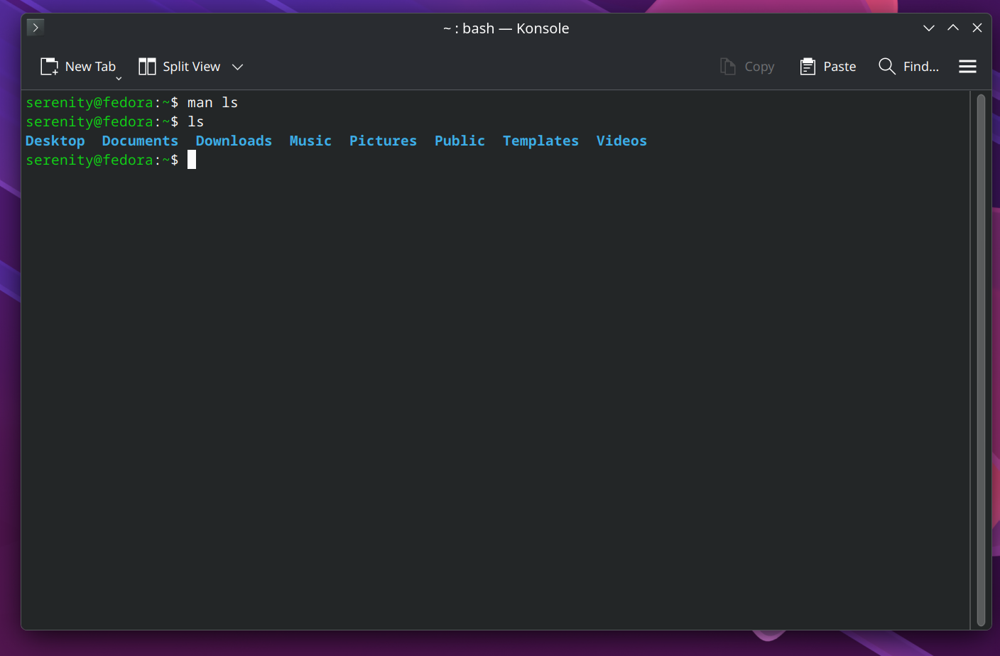 ~ : bash — Konsole
New Tab Split View Copy Paste Find...
serenity@fedora:~$ man ls
serenity@fedora:~$ ls
Desktop Documents Downloads Music Pictures Public Templates Videos
serenity@fedora:~$